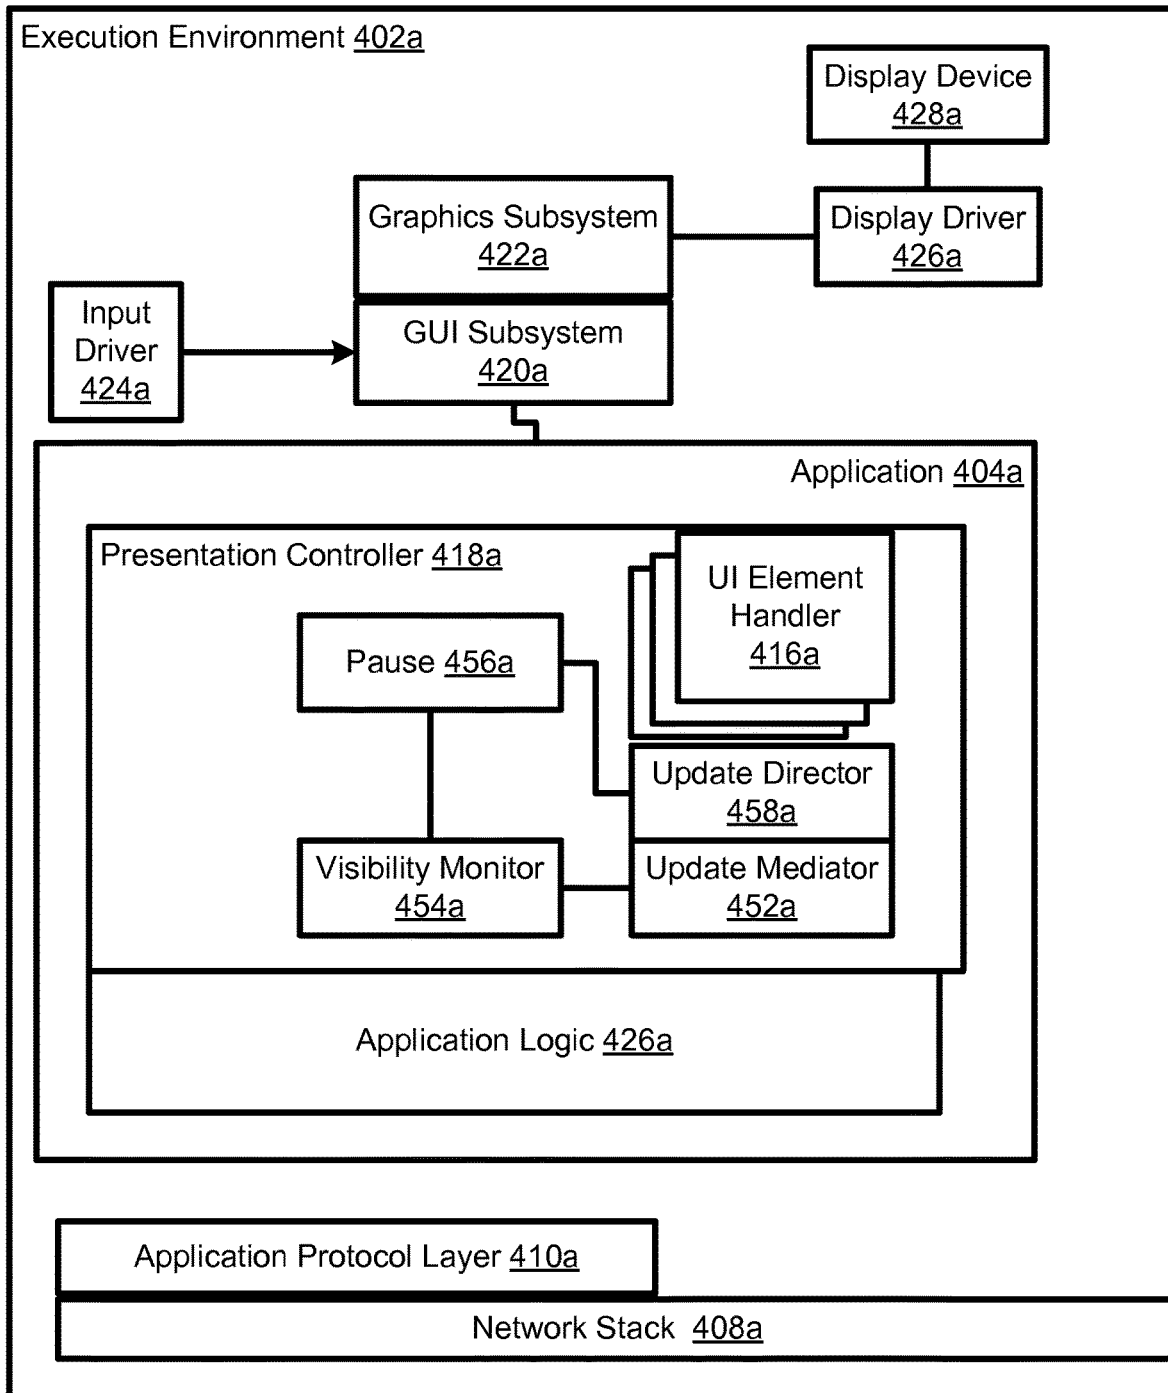 Execution Environment 402a
Display Device
428a
Graphics Subsystem
422a
Display Driver
426a
Input
Driver
424a
GUI Subsystem
420a
Application 404a
Presentation Controller 418a
UI Element
Handler
416a
Pause 456a
Update Director
458a
Visibility Monitor
454a
Update Mediator
452a
Application Logic 426a
Application Protocol Layer 410a
Network Stack 408a